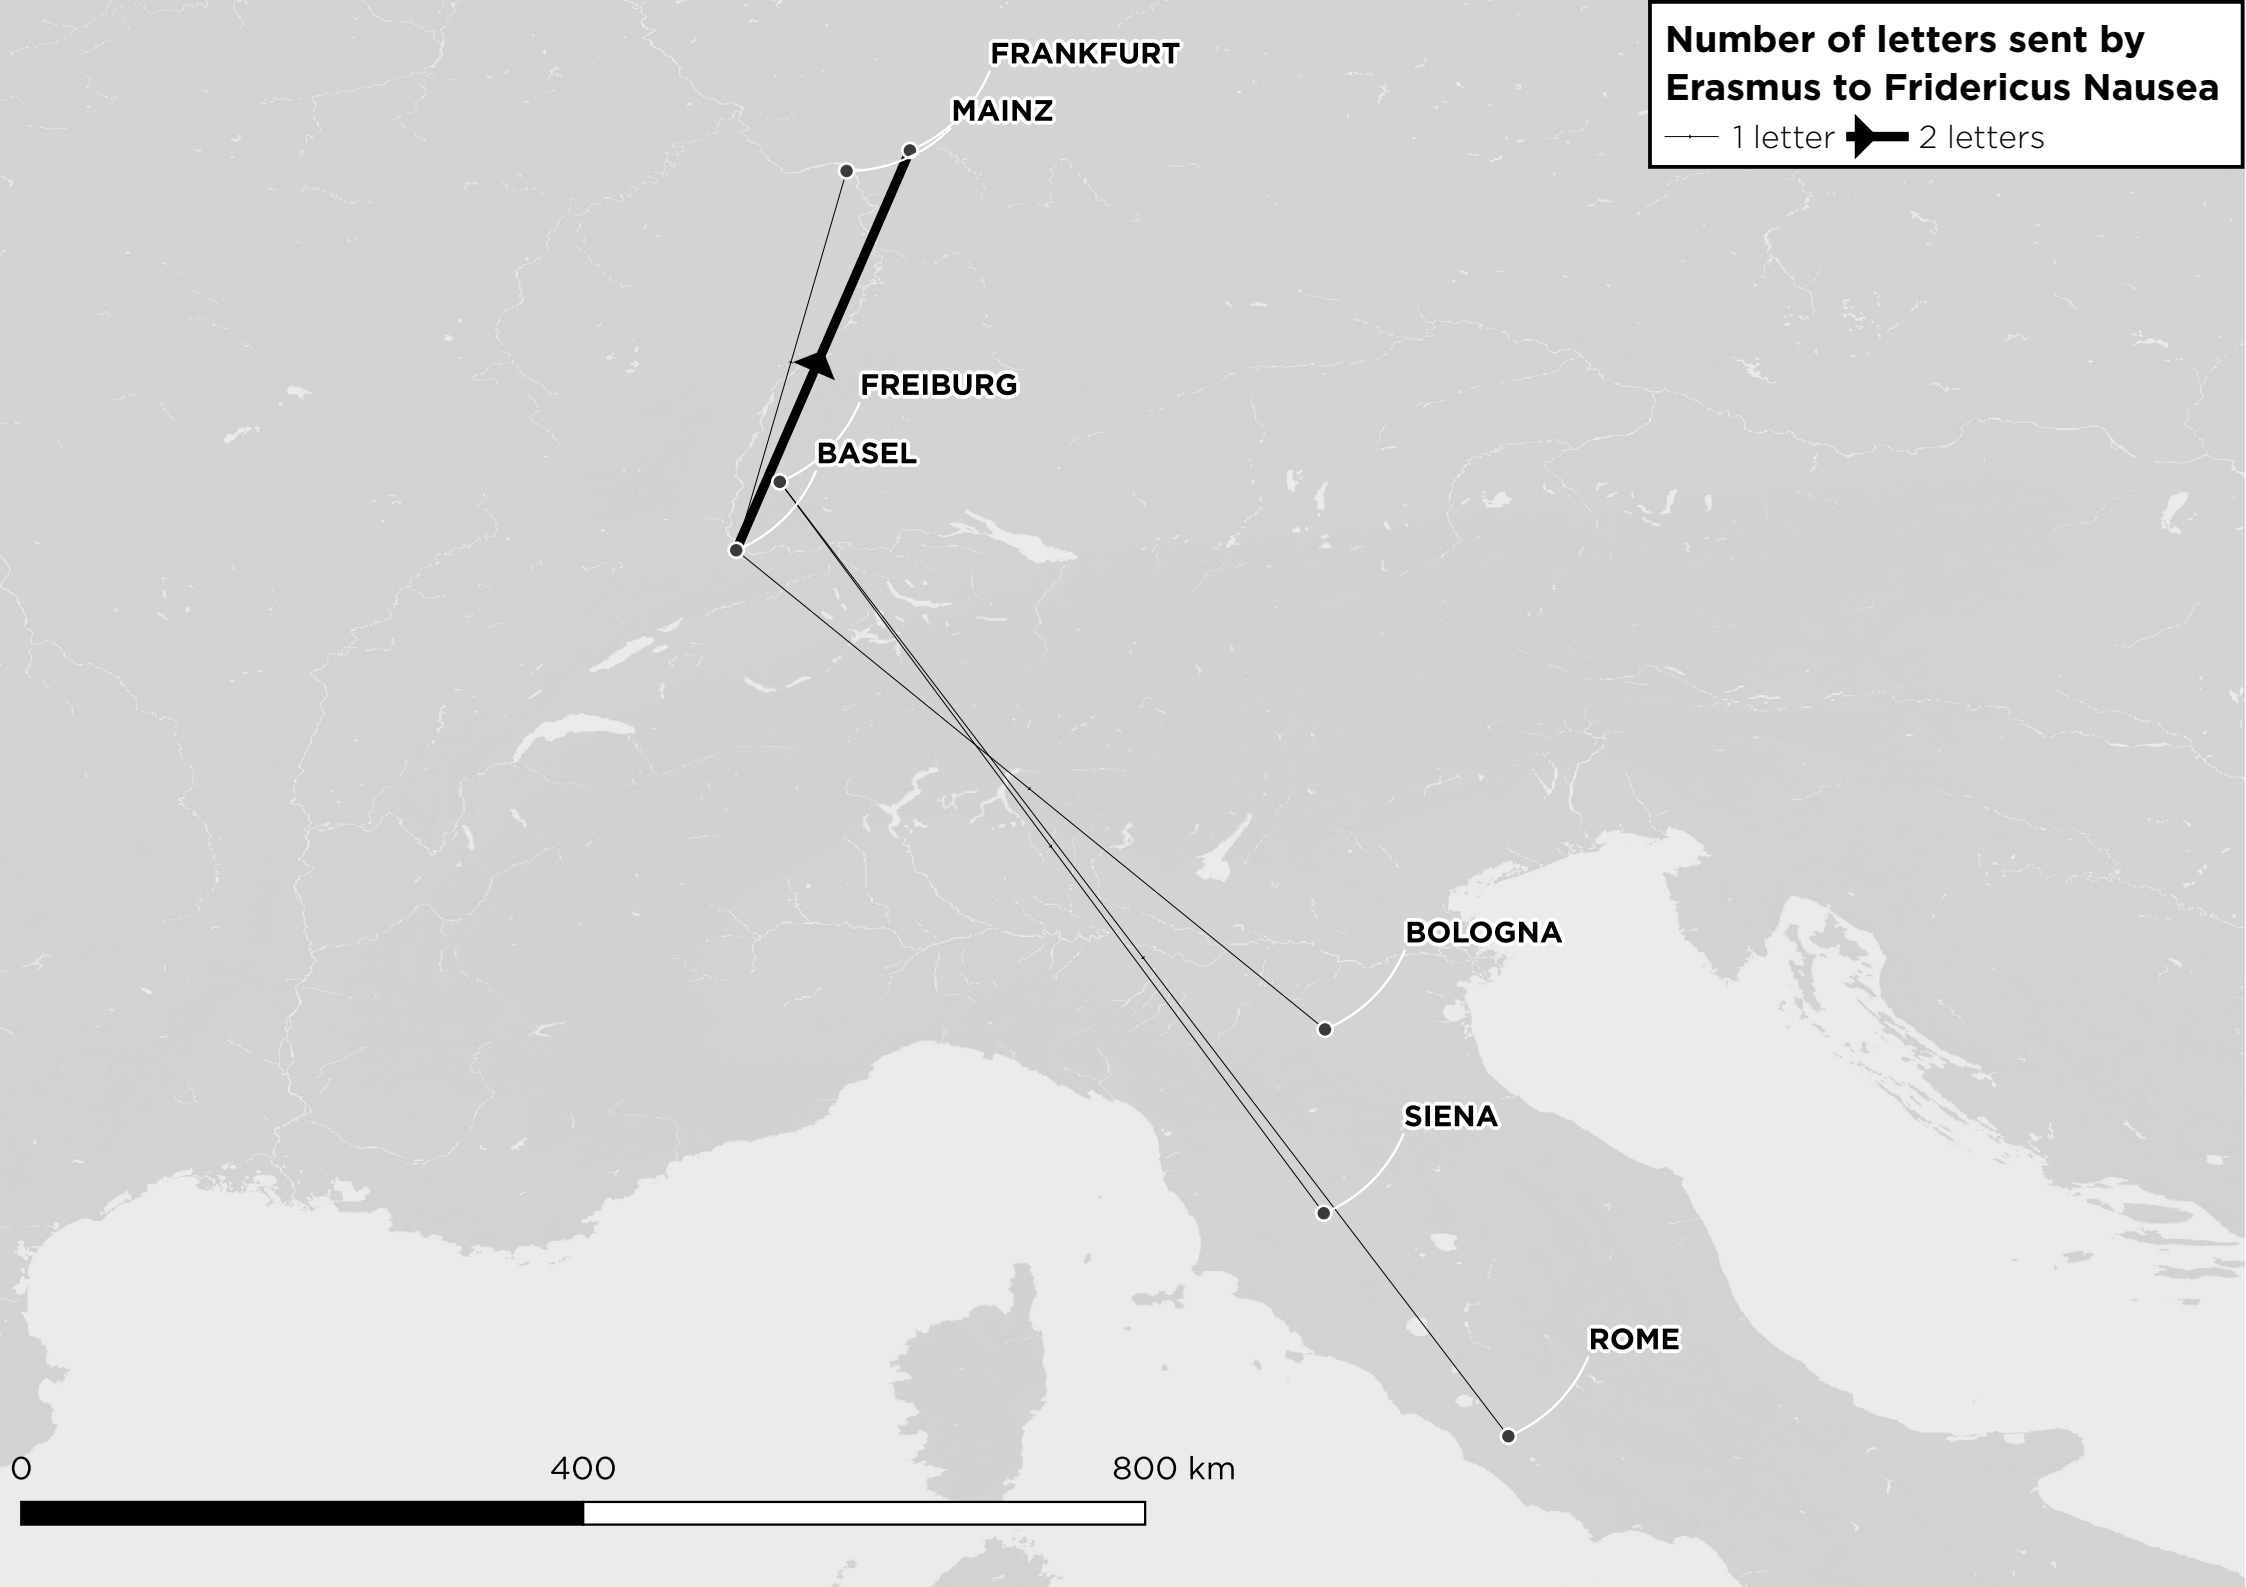 Number of letters sent by
Erasmus to Fridericus Nausea
1 letter 2 letters
FRANKFURT
MAINZ
FREIBURG
BASEL
BOLOGNA
SIENA
ROME
0 400 800 km